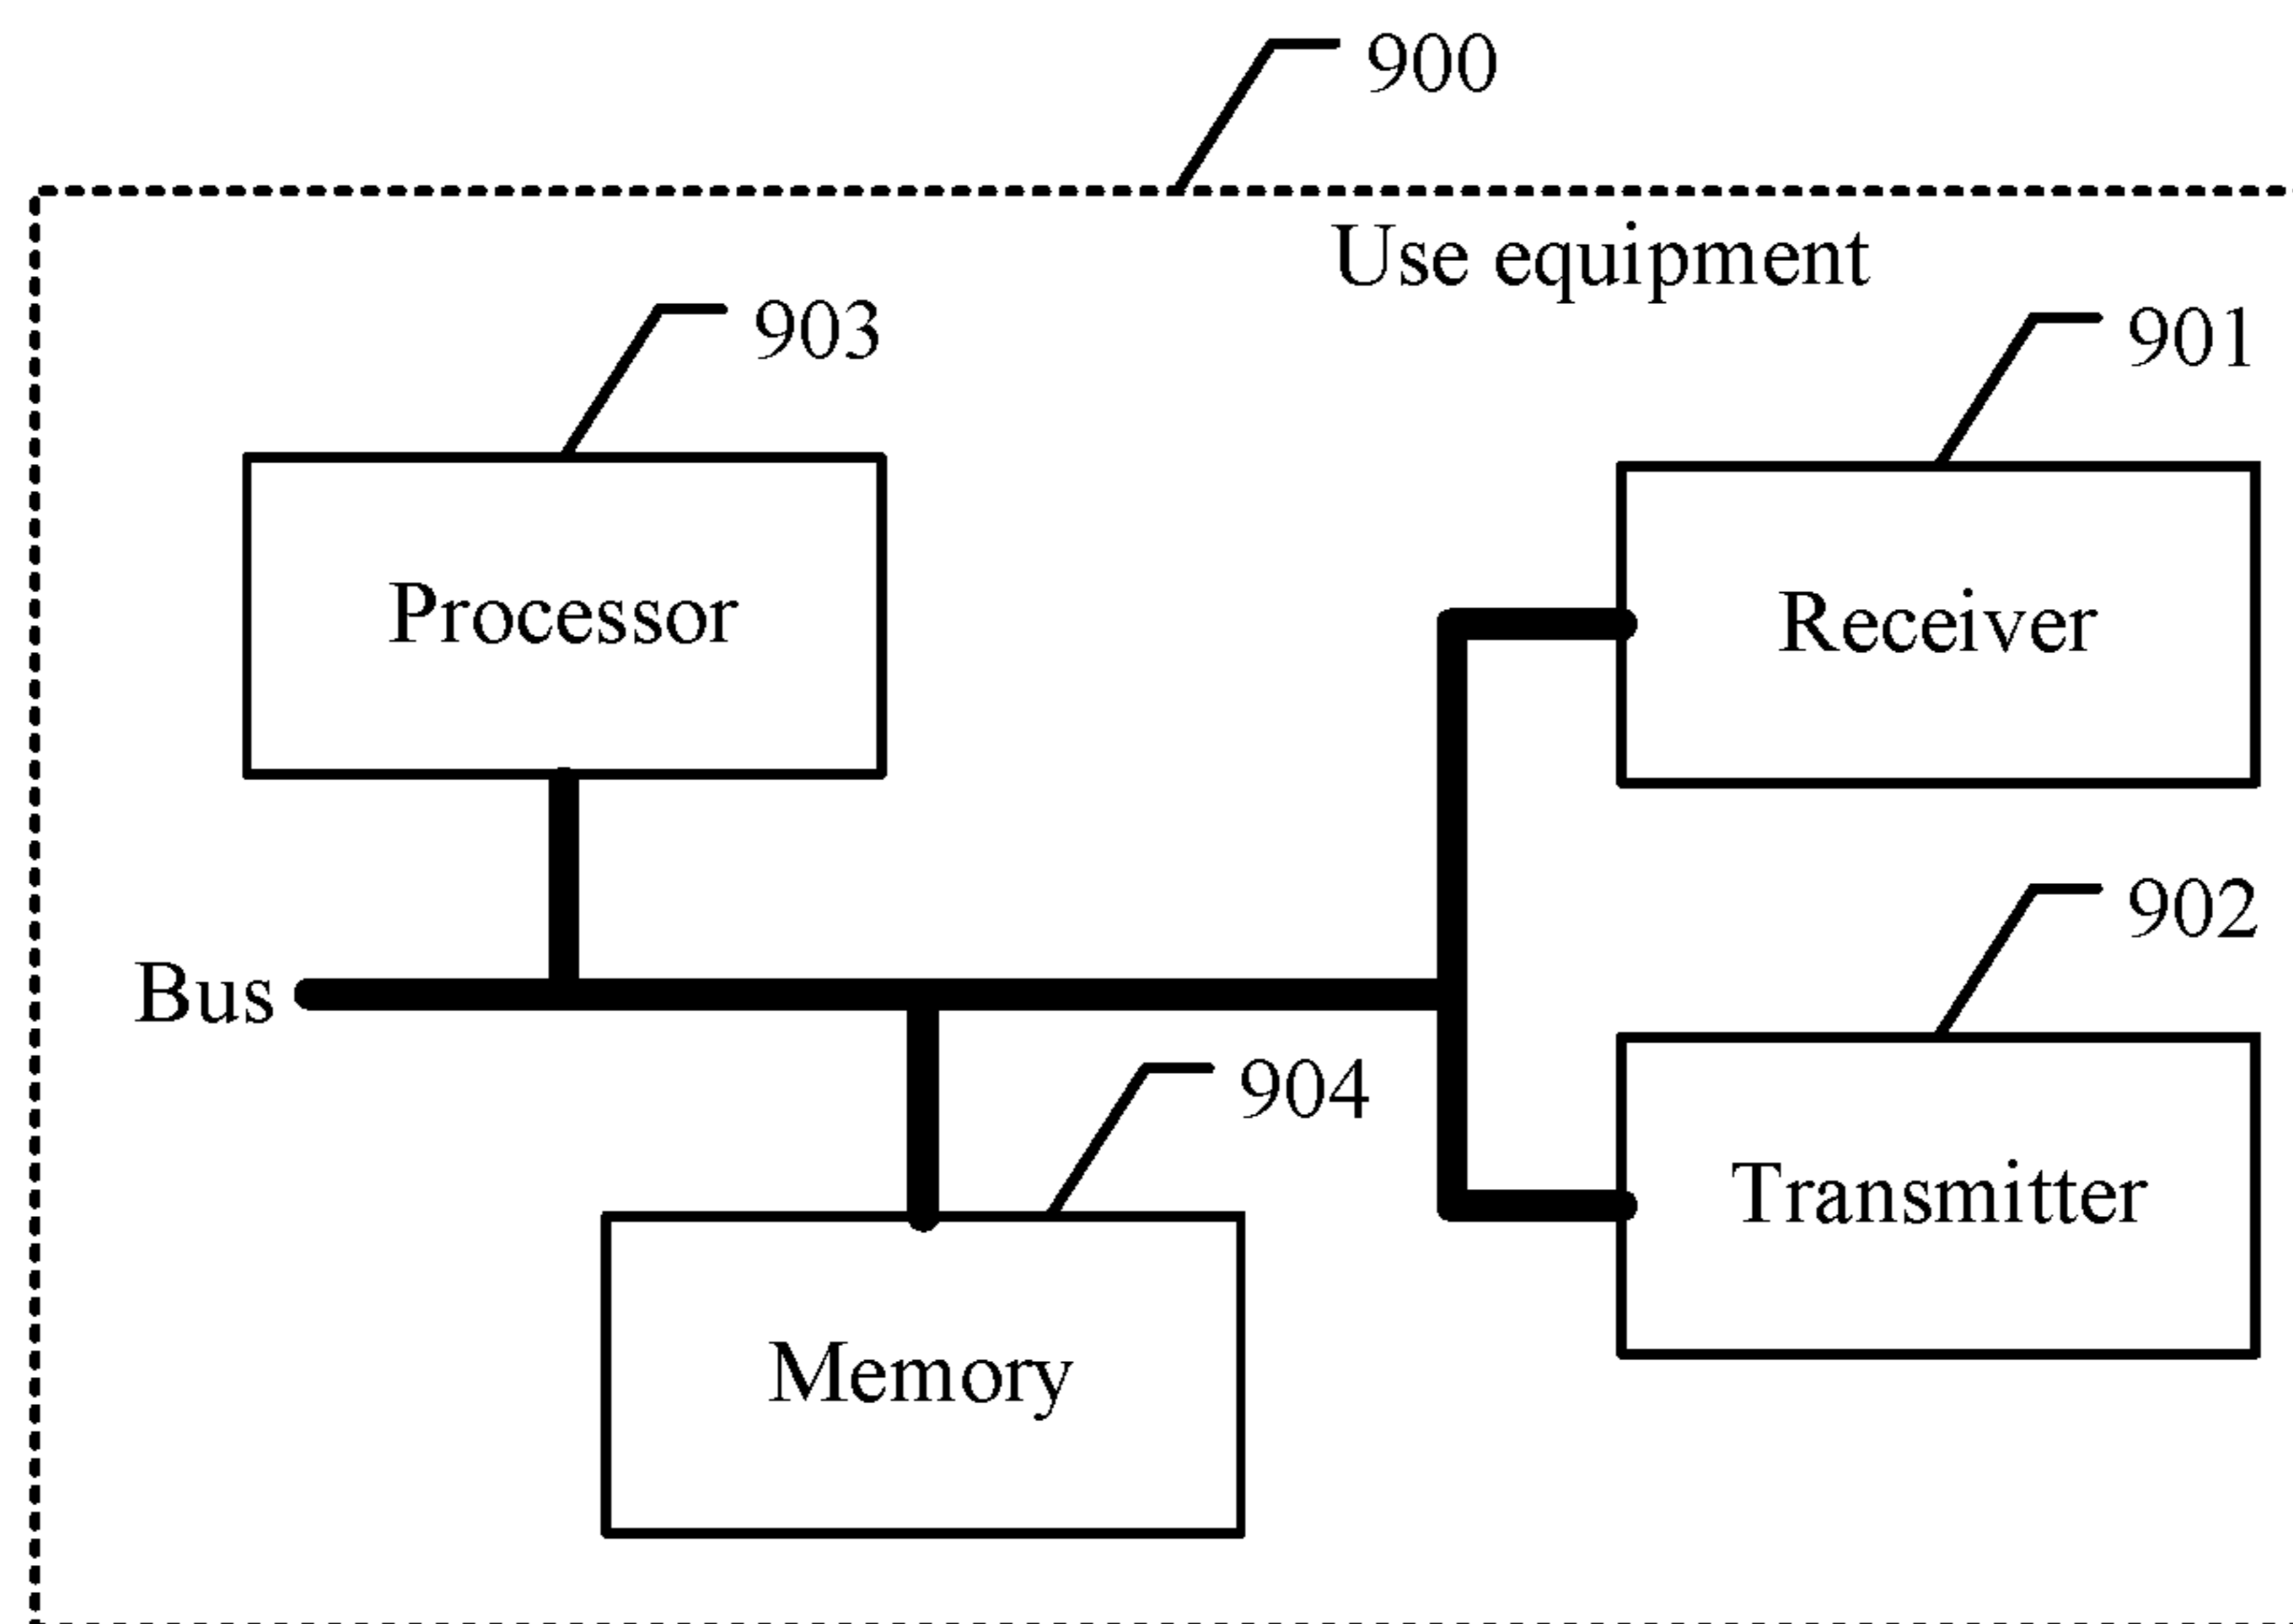 900
Use equipment
903
901
Processor
Receiver
902
Bus
904
Transmitter
Memory